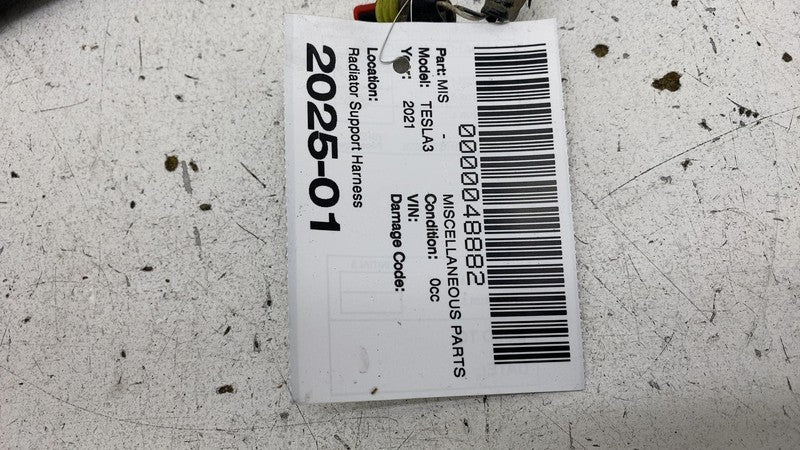 0000048882
Part: MIS - MISCELLANEOUS PARTS
Model: TESLA3 Condition: 0cc
Year: 2021 VIN:
Damage Code:
Location:
Radiator Support Harness
2025-01